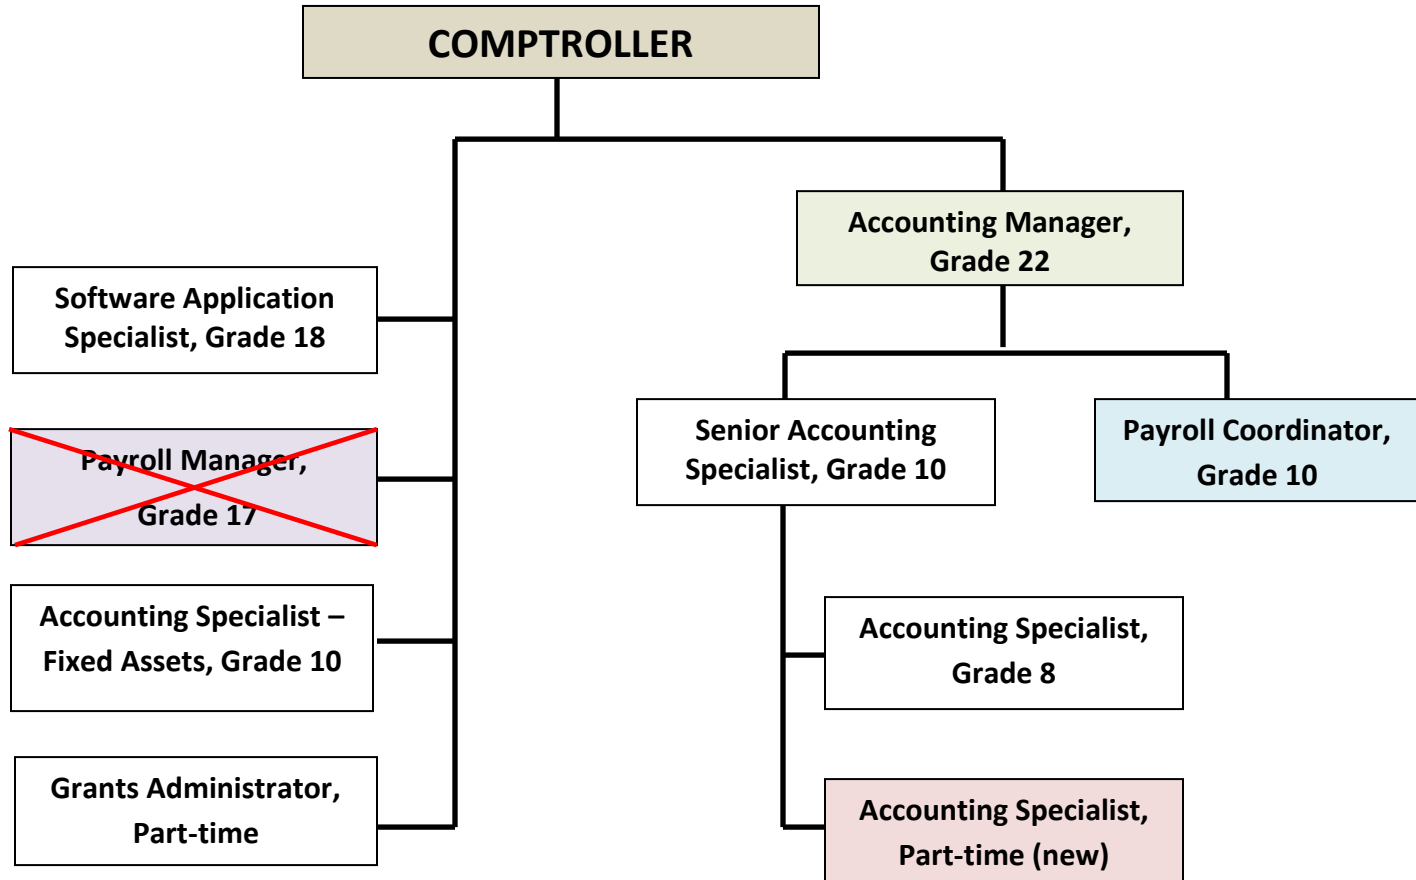 COMPTROLLER
Accounting Manager,
Grade 22
Software Application
Specialist, Grade 18
Senior Accounting
Specialist, Grade 10
Payroll Coordinator,
Grade 10
Payroll Manager,
Grade 17
Accounting Specialist –
Fixed Assets, Grade 10
Accounting Specialist,
Grade 8
Grants Administrator,
Part-time
Accounting Specialist,
Part-time (new)